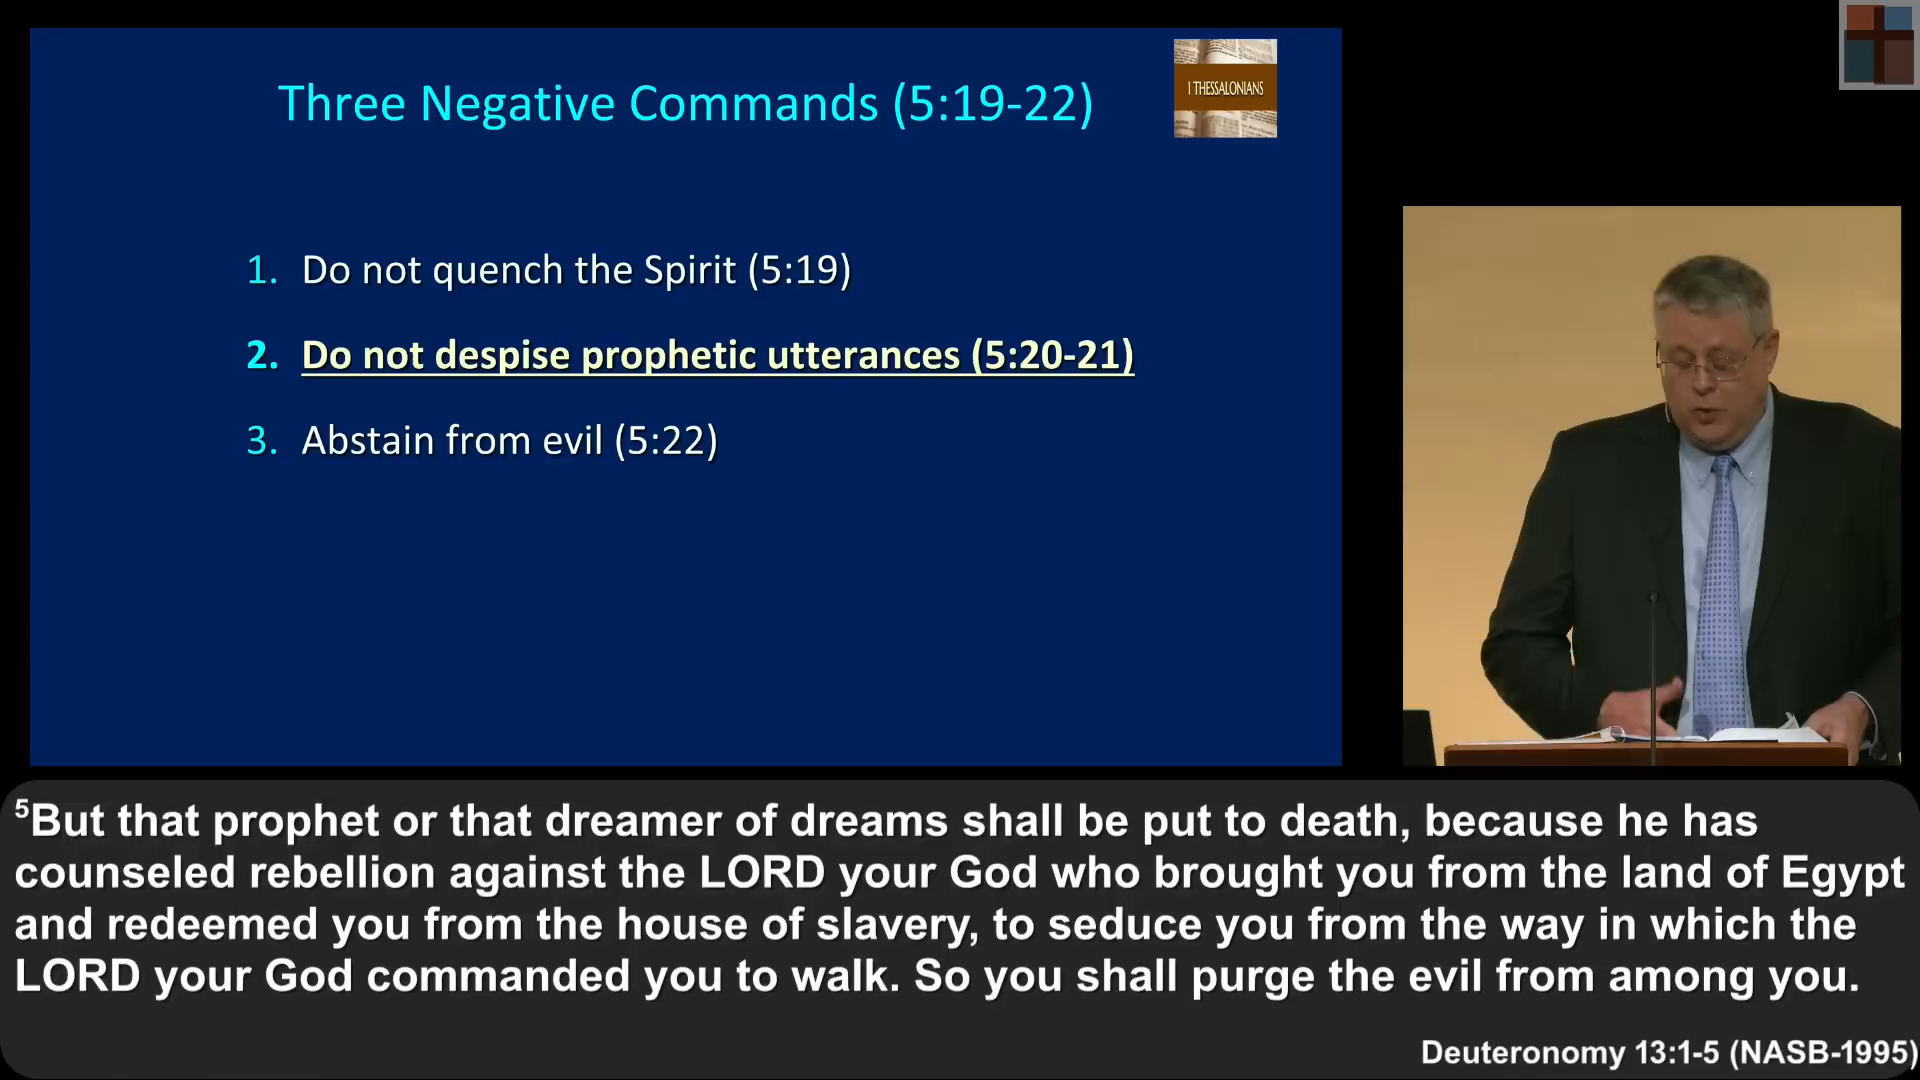 Three Negative Commands (5:19-22)
I THESSALONIANS
1. Do not quench the Spirit (5:19)
2. Do not despise prophetic utterances (5:20-21)
3. Abstain from evil (5:22)
5But that prophet or that dreamer of dreams shall be put to death, because he has
counseled rebellion against the LORD your God who brought you from the land of Egypt
and redeemed you from the house of slavery, to seduce you from the way in which the
LORD your God commanded you to walk. So you shall purge the evil from among you.
Deuteronomy 13:1-5 (NASB-1995)